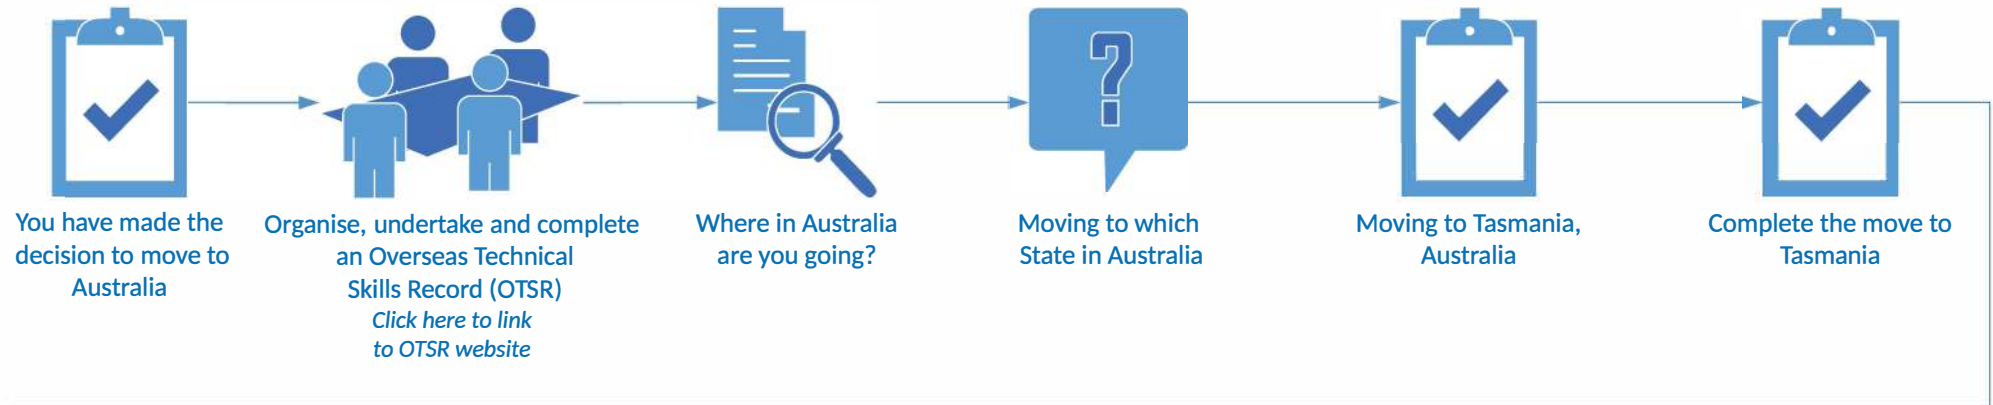 You have made the
decision to move to
Australia
Organise, undertake and complete
an Overseas Technical
Skills Record (OTSR)
Click here to link
to OTSR website
Where in Australia
are you going?
?
Moving to which
State in Australia
Moving to Tasmania,
Australia
Complete the move to
Tasmania